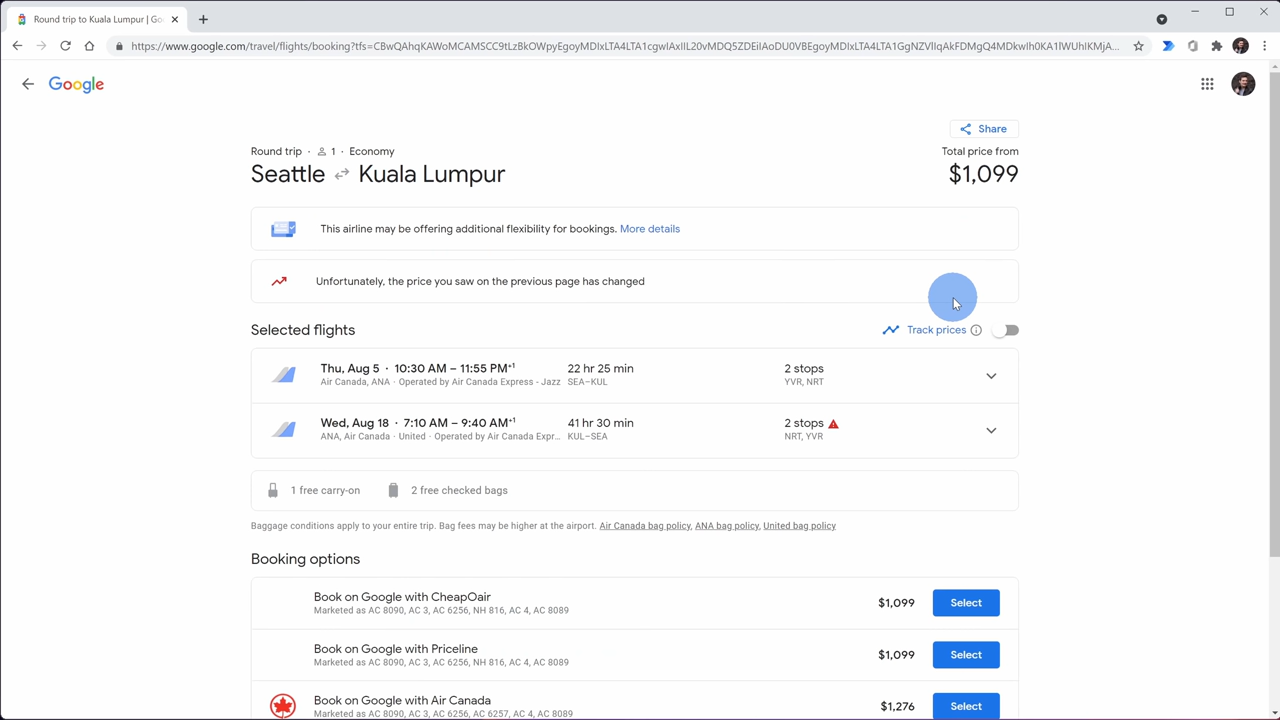 Round trip to Kuala Lumpur | Go
Google
Share
Round trip · 1 · Economy
Total price from
Seattle Kuala Lumpur
$1,099
This airline may be offering additional flexibility for bookings. More details
Unfortunately, the price you saw on the previous page has changed
Selected flights
Track prices
Thu, Aug 5 · 10:30 AM – 11:55 PM+1
22 hr 25 min
2 stops
Air Canada, ANA · Operated by Air Canada Express - Jazz
SEA–KUL
YVR, NRT
Wed, Aug 18 · 7:10 AM – 9:40 AM+1
41 hr 30 min
2 stops
ANA, Air Canada · United · Operated by Air Canada Expr…
KUL–SEA
NRT, YVR
1 free carry-on
2 free checked bags
Baggage conditions apply to your entire trip. Bag fees may be higher at the airport. Air Canada bag policy, ANA bag policy, United bag policy
Booking options
Book on Google with CheapOair
Marketed as AC 8090, AC 3, AC 6256, NH 816, AC 4, AC 8089
$1,099
Select
Book on Google with Priceline
Marketed as AC 8090, AC 3, AC 6256, NH 816, AC 4, AC 8089
$1,099
Select
Book on Google with Air Canada
Marketed as AC 8090, AC 3, AC 6256, AC 6257, AC 4, AC 8089
$1,276
Select